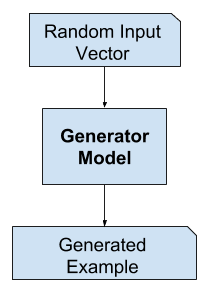 Random Input
Vector
Generator
Model
Generated
Example